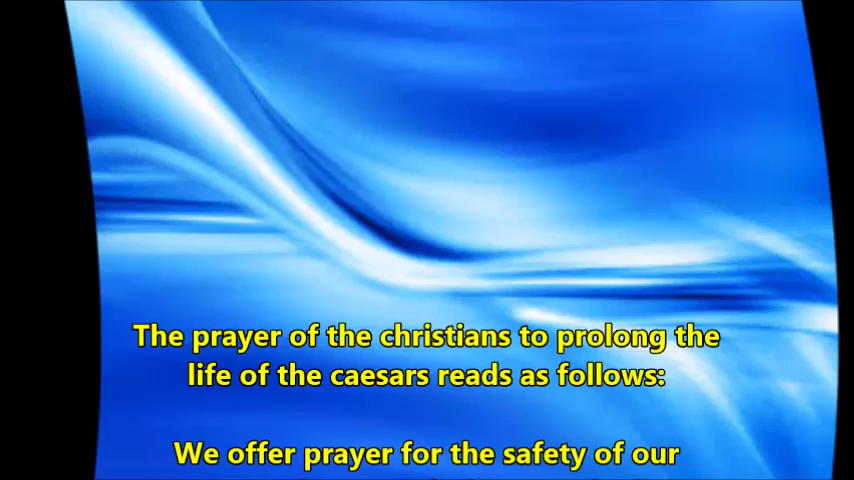 The prayer of the christians to prolong the
life of the caesars reads as follows:
We offer prayer for the safety of our